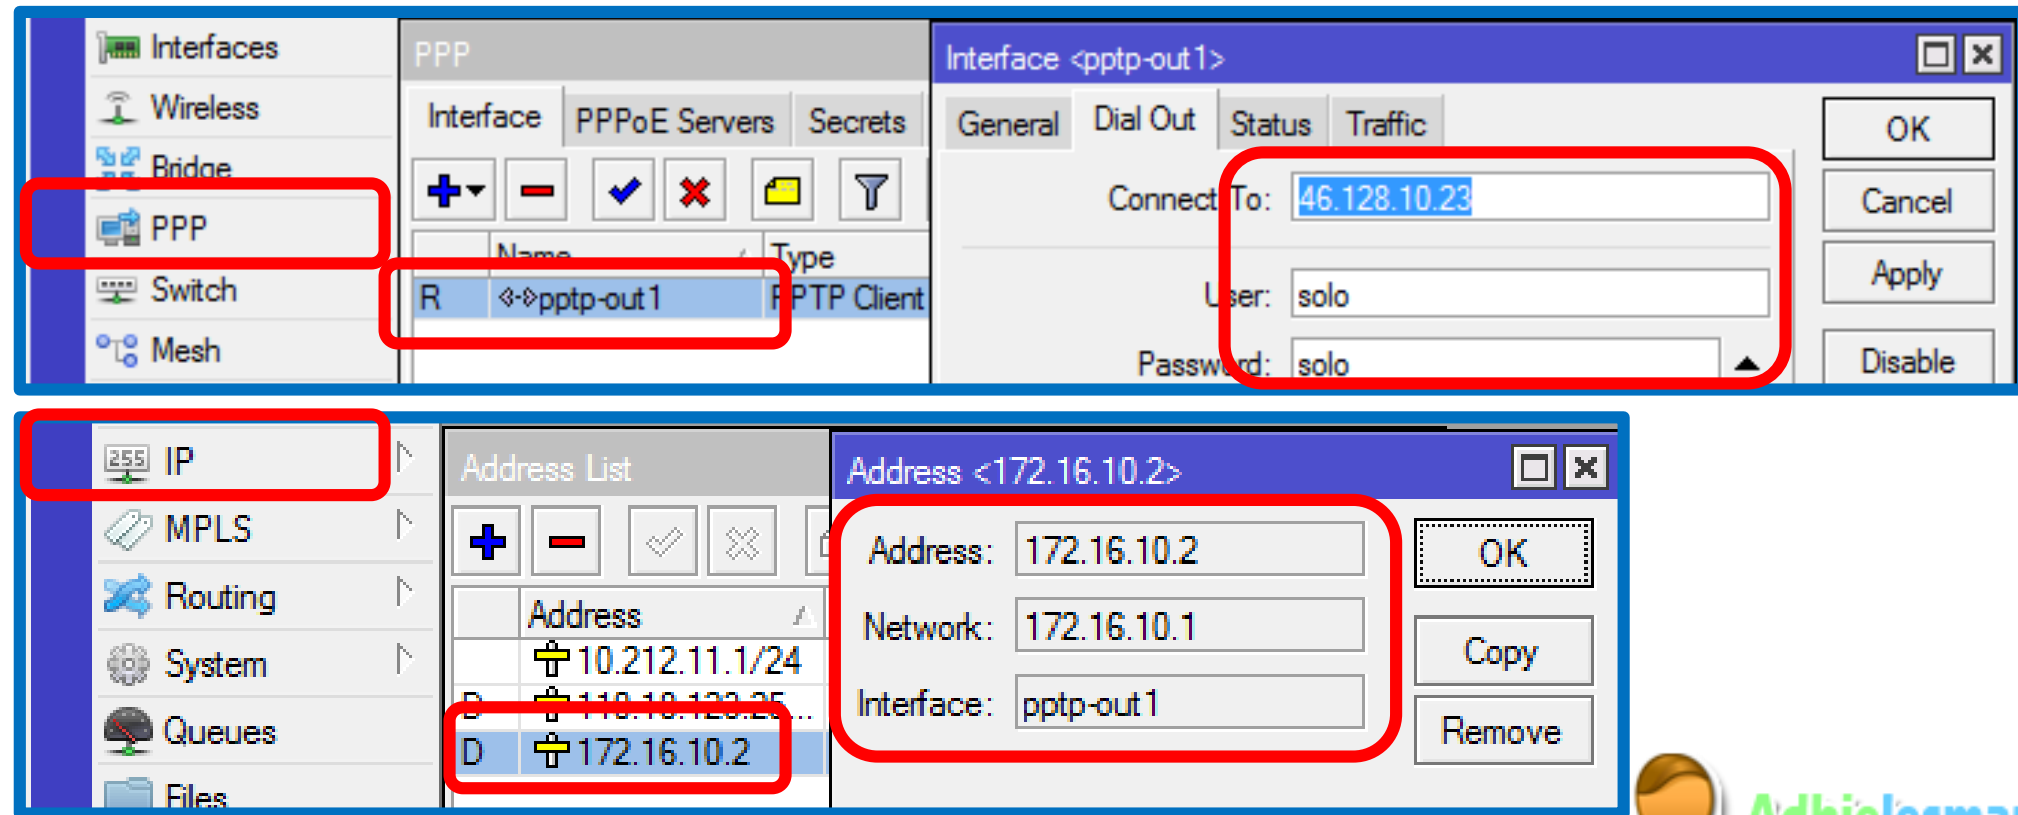 Interfaces
Wireless
Bridge
PPP
Switch
Mesh
PPP
Interface PPPoE Servers Secrets
Name Type
R pptp-out1 PPTP Client
Interface <pptp-out1>
General Dial Out Status Traffic
Connect To: 46.128.10.23
User: solo
Password: solo
OK
Cancel
Apply
Disable
255 IP
MPLS
Routing
System
Queues
Files
Address List
Address
10.212.11.1/24
D
D 172.16.10.2
Address <172.16.10.2>
Address: 172.16.10.2
Network: 172.16.10.1
Interface: pptp-out1
OK
Copy
Remove